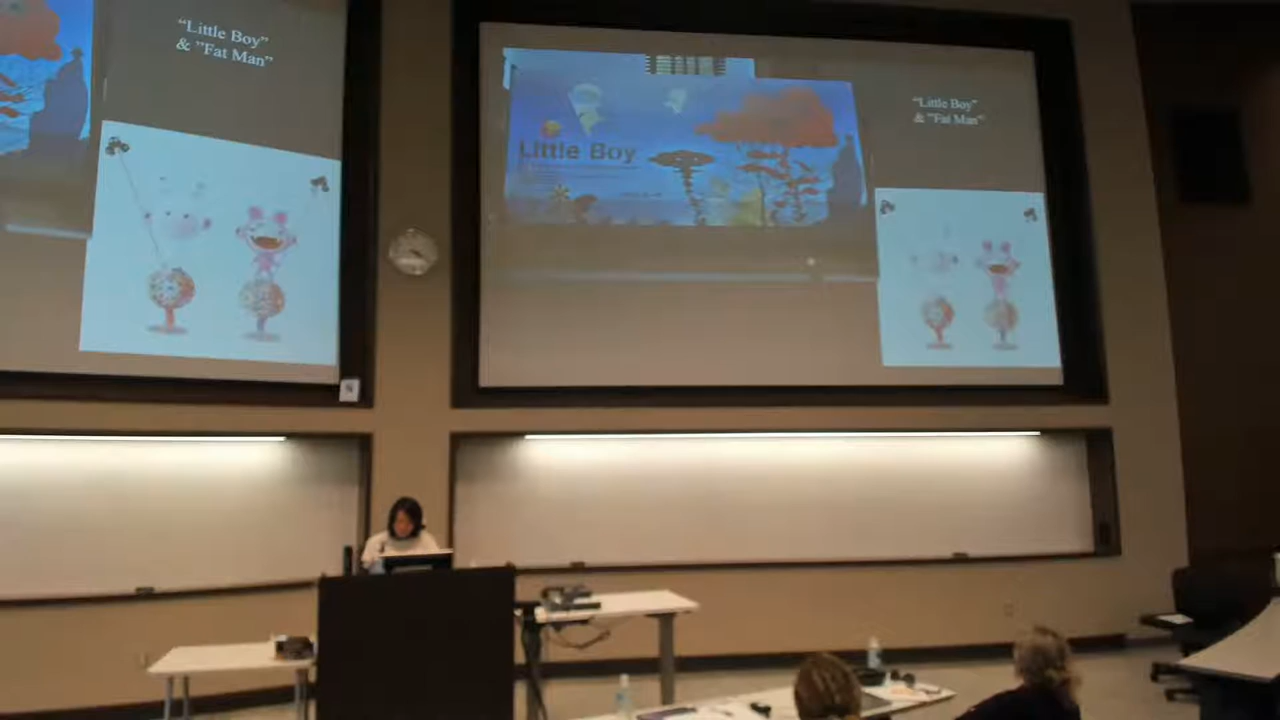 “Little Boy”
& ”Fat Man”
Little Boy
“Little Boy”
& ”Fat Man”